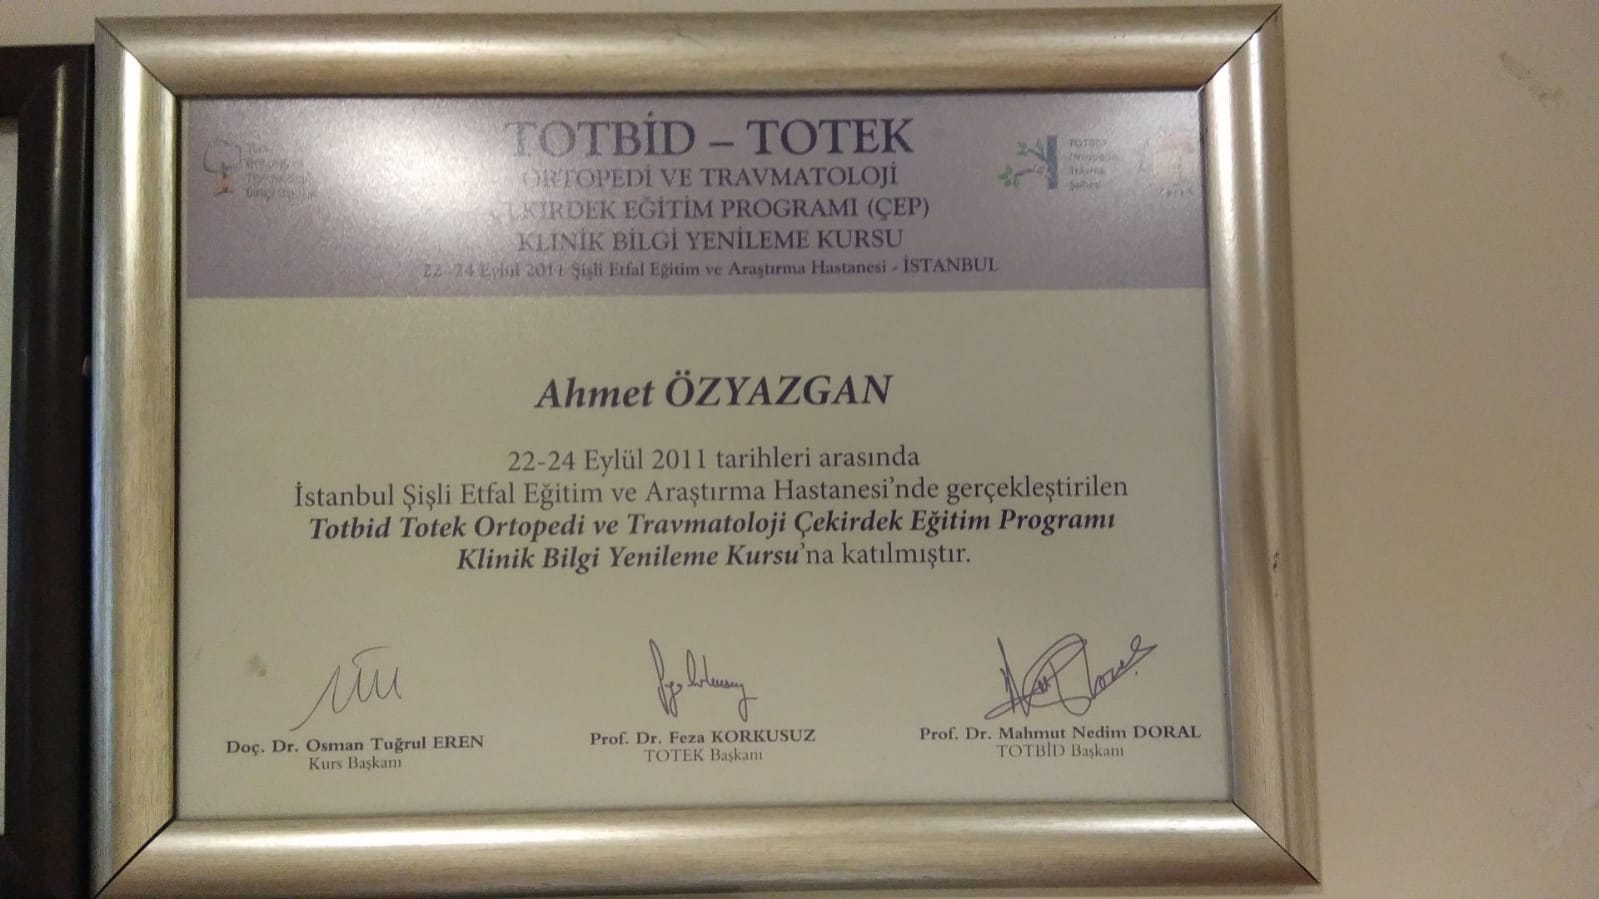 TOTBİD – TOTEK
ORTOPEDİ VE TRAVMATOLOJİ
ÇEKİRDEK EĞİTİM PROGRAMI (ÇEP)
KLİNİK BİLGİ YENİLEME KURSU
22-24 Eylül 2011 Şişli Etfal Eğitim ve Araştırma Hastanesi - İSTANBUL
TOTBİD
Ortopedik
Travma
Şubesi
Ahmet ÖZYAZGAN
22-24 Eylül 2011 tarihleri arasında
İstanbul Şişli Etfal Eğitim ve Araştırma Hastanesi’nde gerçekleştirilen
Totbid Totek Ortopedi ve Travmatoloji Çekirdek Eğitim Programı
Klinik Bilgi Yenileme Kursu’na katılmıştır.
Doç. Dr. Osman Tuğrul EREN
Kurs Başkanı
Prof. Dr. Feza KORKUSUZ
TOTEK Başkanı
Prof. Dr. Mahmut Nedim DORAL
TOTBİD Başkanı